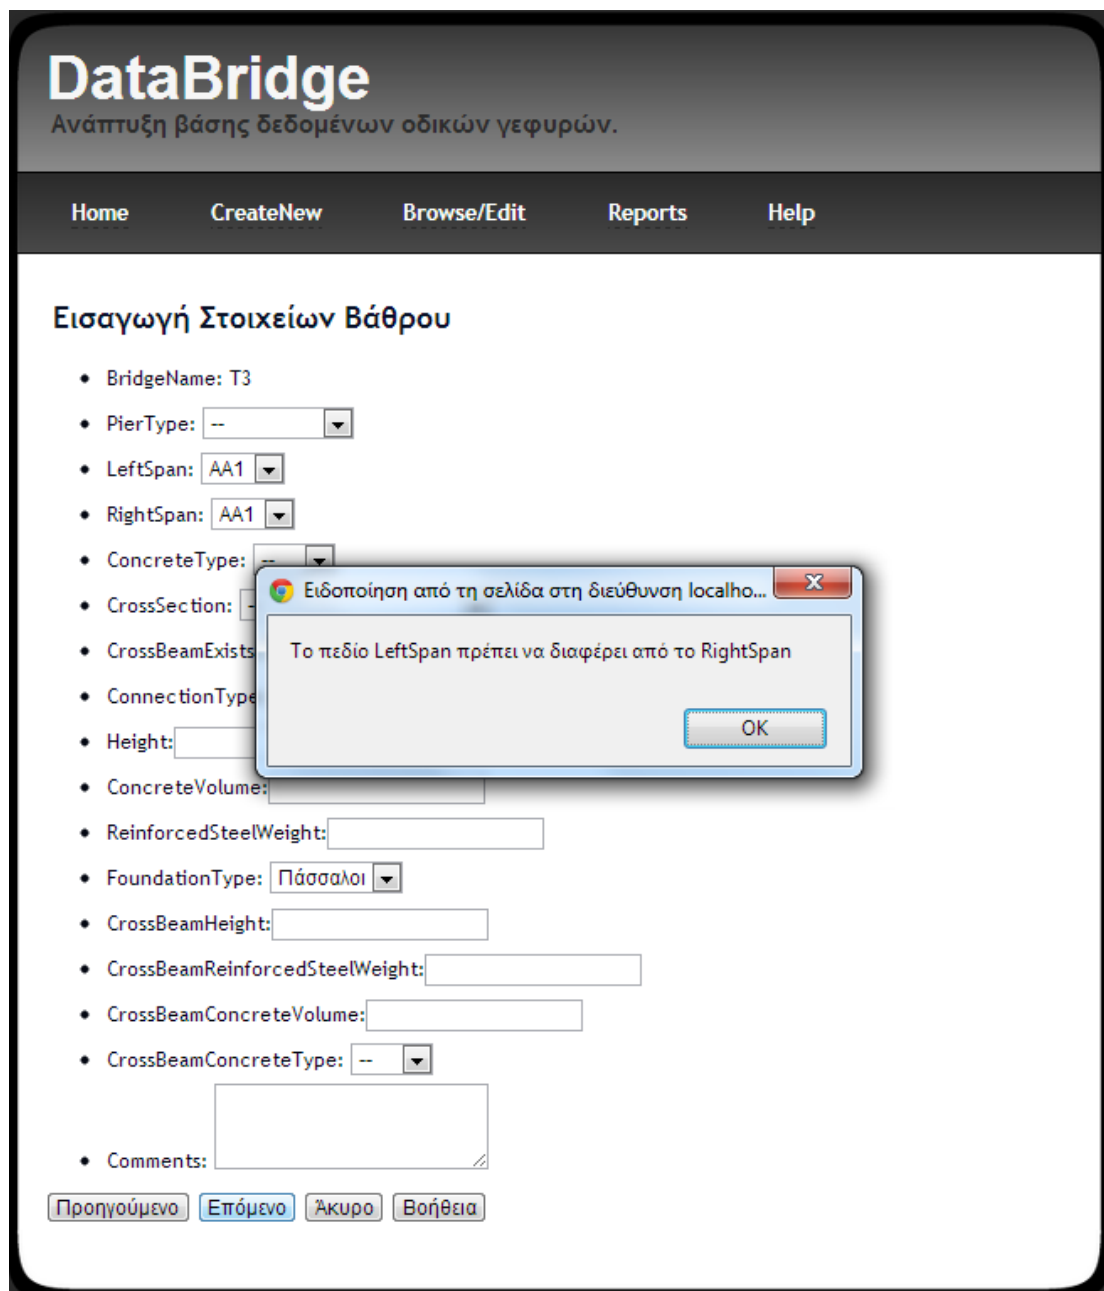 DataBridge
Ανάπτυξη βάσης δεδομένων οδικών γεφυρών.
Home CreateNew Browse/Edit Reports Help
Εισαγωγή Στοιχείων Βάθρου
BridgeName: T3
PierType: --
LeftSpan: AA1
RightSpan: AA1
ConcreteType: --
CrossSection:
CrossBeamExists
ConnectionType
Height:
Ειδοποίηση από τη σελίδα στη διεύθυνση localho...
Το πεδίο LeftSpan πρέπει να διαφέρει από το RightSpan
OK
ConcreteVolume:
ReinforcedSteelWeight:
FoundationType: Πάσσαλοι
CrossBeamHeight:
CrossBeamReinforcedSteelWeight:
CrossBeamConcreteVolume:
CrossBeamConcreteType: --
Comments:
Προηγούμενο Επόμενο Άκυρο Βοήθεια